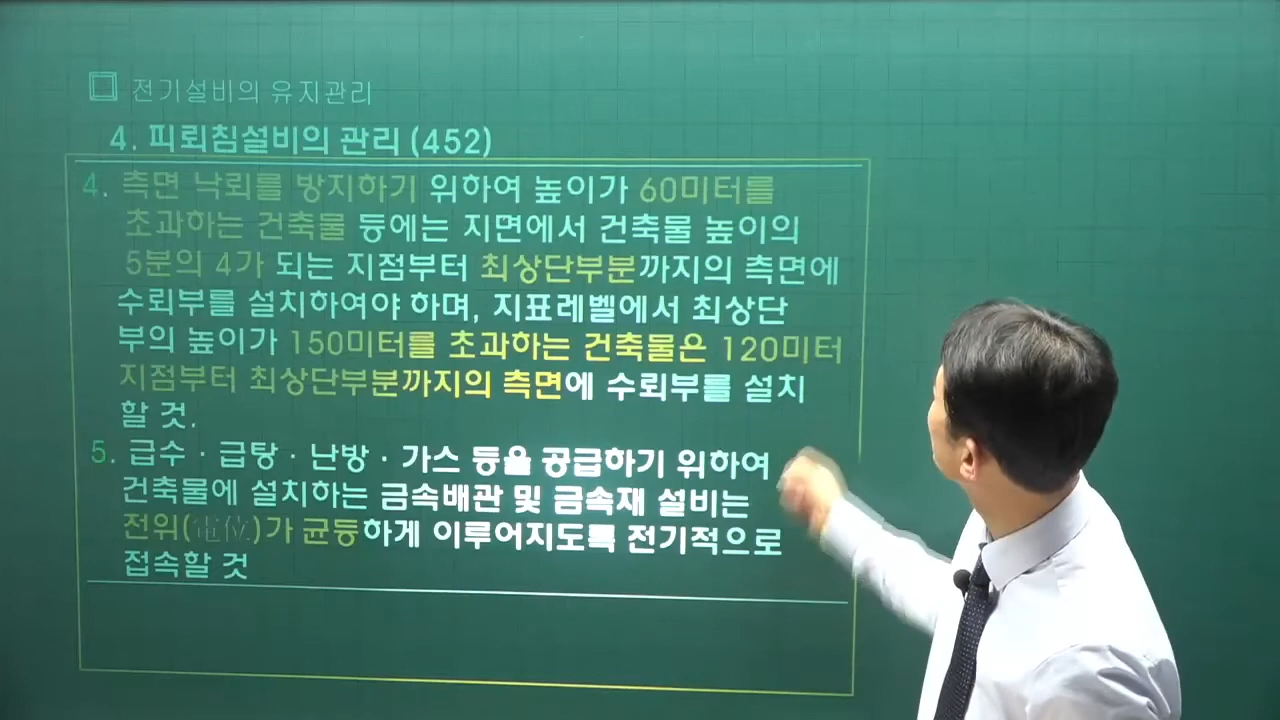 전기설비의 유지관리
4. 피뢰침설비의 관리 (452)
4. 측면 낙뢰를 방지하기 위하여 높이가 60미터를
초과하는 건축물 등에는 지면에서 건축물 높이의
5분의 4가 되는 지점부터 최상단부분까지의 측면에
수뢰부를 설치하여야 하며, 지표레벨에서 최상단
부의 높이가 150미터를 초과하는 건축물은 120미터
지점부터 최상단부분까지의 측면에 수뢰부를 설치
할 것.
5. 급수 · 급탕 · 난방 · 가스 등을 공급하기 위하여
건축물에 설치하는 금속배관 및 금속재 설비는
전위(電位)가 균등하게 이루어지도록 전기적으로
접속할 것